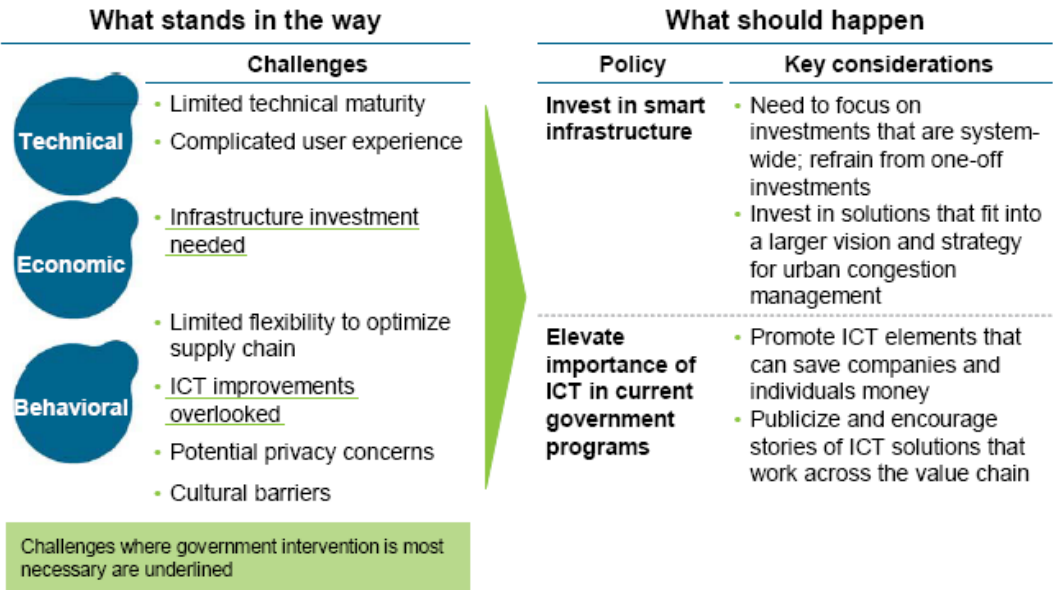 What stands in the way
Challenges
Technical
• Limited technical maturity
• Complicated user experience
Economic
• Infrastructure investment
needed
Behavioral
• Limited flexibility to optimize
supply chain
• ICT improvements
overlooked
• Potential privacy concerns
• Cultural barriers
Challenges where government intervention is most
necessary are underlined
What should happen
Policy
Key considerations
Invest in smart
infrastructure
• Need to focus on
investments that are system-
wide; refrain from one-off
investments
• Invest in solutions that fit into
a larger vision and strategy
for urban congestion
management
Elevate
importance of
ICT in current
government
programs
• Promote ICT elements that
can save companies and
individuals money
• Publicize and encourage
stories of ICT solutions that
work across the value chain